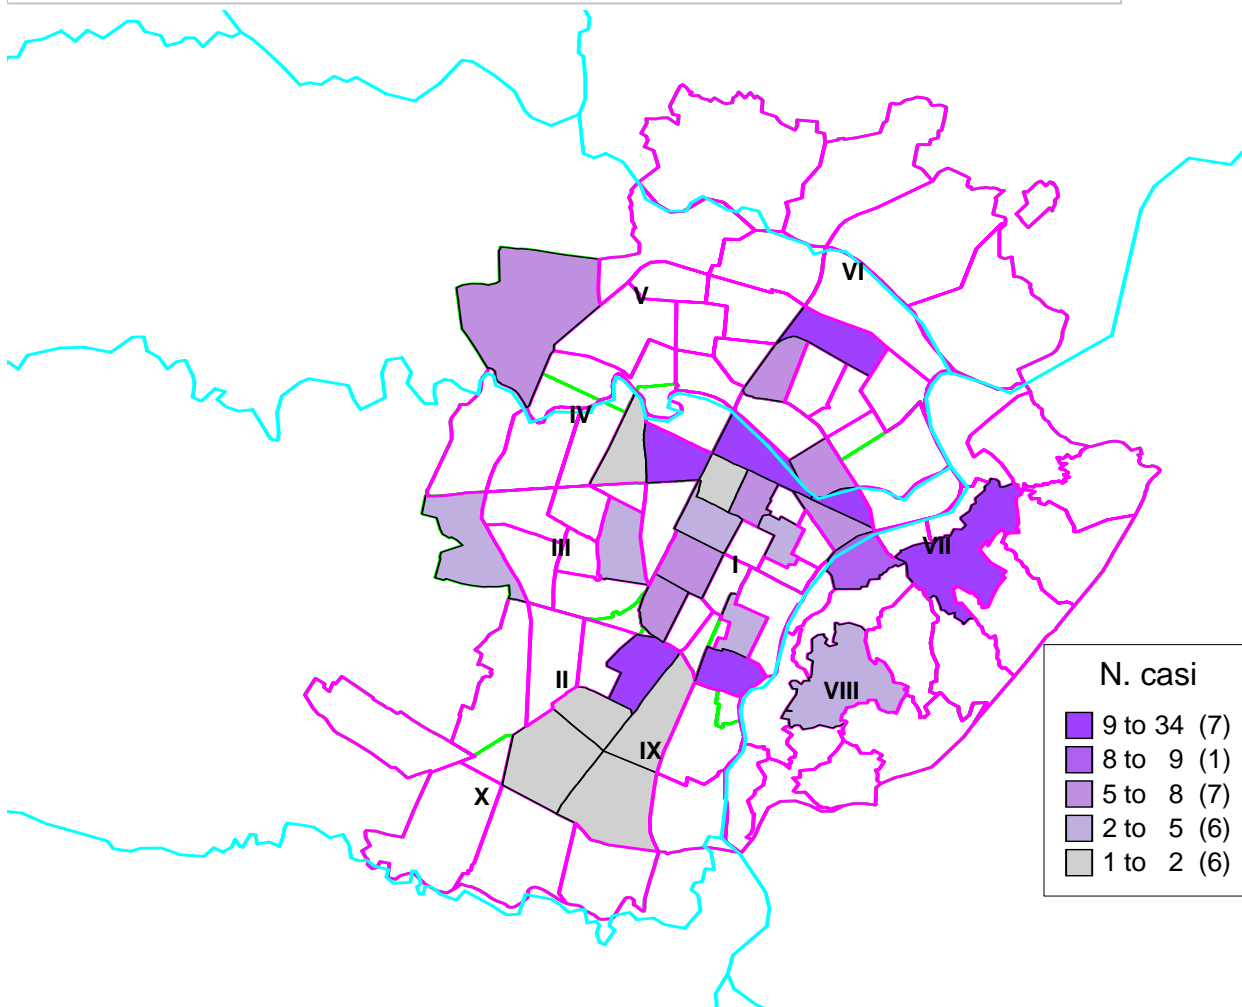 VI
V
IV
III
I
VII
II
VIII
IX
X
N. casi
9 to 34 (7)
8 to 9 (1)
5 to 8 (7)
2 to 5 (6)
1 to 2 (6)